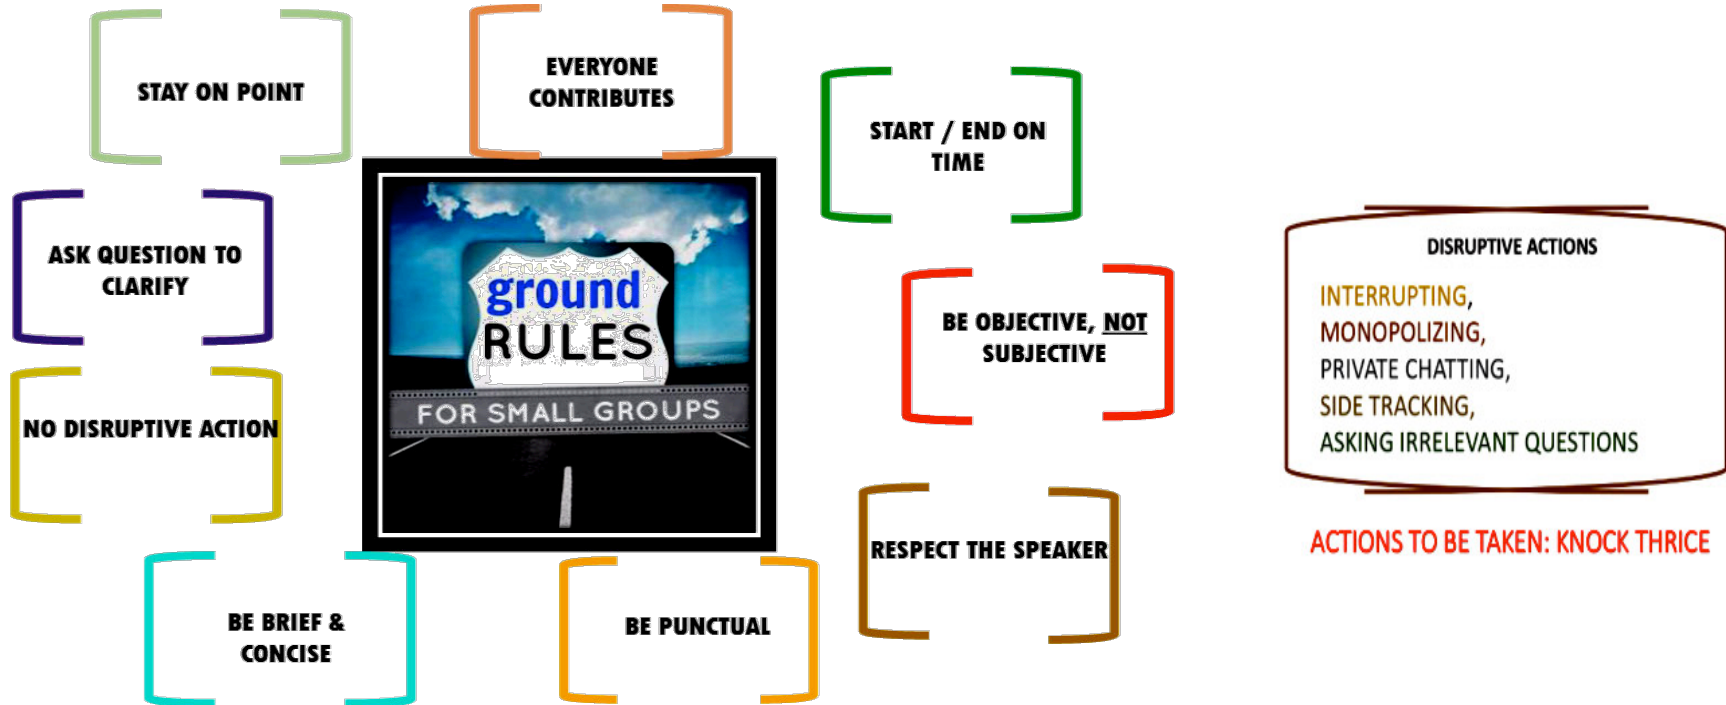 STAY ON POINT
EVERYONE
CONTRIBUTES
START / END ON
TIME
ASK QUESTION TO
CLARIFY
ground
RULES
FOR SMALL GROUPS
BE OBJECTIVE, NOT
SUBJECTIVE
NO DISRUPTIVE ACTION
RESPECT THE SPEAKER
BE BRIEF &
CONCISE
BE PUNCTUAL
DISRUPTIVE ACTIONS
INTERRUPTING,
MONOPOLIZING,
PRIVATE CHATTING,
SIDE TRACKING,
ASKING IRRELEVANT QUESTIONS
ACTIONS TO BE TAKEN: KNOCK THRICE